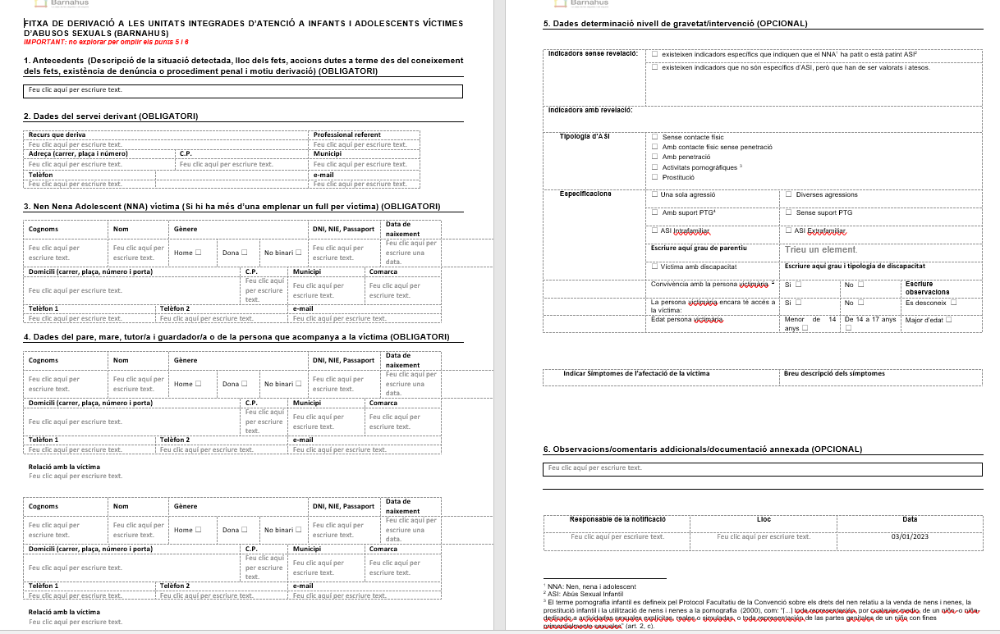 Barnahus
FITXA DE DERIVACIÓ A LES UNITATS INTEGRADES D'ATENCIÓ A INFANTS I ADOLESCENTS VÍCTIMES
D'ABUSOS SEXUALS (BARNAHUS)
IMPORTANT: no explorar per omplir els punts 5 i 6
1. Antecedents (Descripció de la situació detectada, lloc dels fets, accions dutes a terme des del coneixement
dels fets, existència de denúncia o procediment penal i motiu derivació) (OBLIGATORI)
Feu clic aquí per escriure text.
2. Dades del servei derivant (OBLIGATORI)
Recurs que deriva Professional referent
Feu clic aquí per escriure text. Feu clic aquí per escriure text.
Adreça (carrer, plaça i número) C.P. Municipi
Feu clic aquí per escriure text. Feu clic aquí per escriure text. Feu clic aquí per escriure text.
Telèfon e-mail
Feu clic aquí per escriure text. Feu clic aquí per escriure text.
3. Nen Nena Adolescent (NNA) víctima (Si hi ha més d'una emplenar un full per víctima) (OBLIGATORI)
Cognoms Nom Gènere DNI, NIE, Passaport Data de
naixement
Feu clic aquí per escriure text. Feu clic aquí per escriure text. Home ☐ Dona ☐ No binari ☐ Feu clic aquí per escriure text. Feu clic aquí per escriure una data.
Domicili (carrer, plaça, número i porta) C.P. Municipi Comarca
Feu clic aquí per escriure text. Feu clic aquí per escriure text. Feu clic aquí per escriure text. Feu clic aquí per escriure text.
Telèfon 1 Telèfon 2 e-mail
Feu clic aquí per escriure text. Feu clic aquí per escriure text. Feu clic aquí per escriure text.
4. Dades del pare, mare, tutor/a i guardador/a o de la persona que acompanya a la víctima (OBLIGATORI)
Cognoms Nom Gènere DNI, NIE, Passaport Data de
naixement
Feu clic aquí per escriure text. Feu clic aquí per escriure text. Home ☐ Dona ☐ No binari ☐ Feu clic aquí per escriure text. Feu clic aquí per escriure una data.
Domicili (carrer, plaça, número i porta) C.P. Municipi Comarca
Feu clic aquí per escriure text. Feu clic aquí per escriure text. Feu clic aquí per escriure text. Feu clic aquí per escriure text.
Telèfon 1 Telèfon 2 e-mail
Feu clic aquí per escriure text. Feu clic aquí per escriure text. Feu clic aquí per escriure text.
Relació amb la víctima
Feu clic aquí per escriure text.
Cognoms Nom Gènere DNI, NIE, Passaport Data de
naixement
Feu clic aquí per escriure text. Feu clic aquí per escriure text. Home ☐ Dona ☐ No binari ☐ Feu clic aquí per escriure text. Feu clic aquí per escriure una data.
Domicili (carrer, plaça, número i porta) C.P. Municipi Comarca
Feu clic aquí per escriure text. Feu clic aquí per escriure text. Feu clic aquí per escriure text. Feu clic aquí per escriure text.
Telèfon 1 Telèfon 2 e-mail
Feu clic aquí per escriure text. Feu clic aquí per escriure text. Feu clic aquí per escriure text.
Relació amb la víctima
Feu clic aquí per escriure text.
Barnahus
5. Dades determinació nivell de gravetat/intervenció (OPCIONAL)
Indicadors sense revelació: ☐ existeixen indicadors específics que indiquen que el NNA¹ ha patit o està patint ASI²
☐ existeixen indicadors que no són específics d'ASI, però que han de ser valorats i atesos.
Indicadors amb revelació:
Tipologia d'ASI ☐ Sense contacte físic
☐ Amb contacte físic sense penetració
☐ Amb penetració
☐ Activitats pornogràfiques ³
☐ Prostitució
Especificacions ☐ Una sola agressió ☐ Diverses agressions
☐ Amb suport PTG⁴ ☐ Sense suport PTG
☐ ASI Intrafamiliar ☐ ASI Extrafamiliar
Escriure aquí grau de parentiu Trieu un element.
☐ Víctima amb discapacitat Escriure aquí grau i tipologia de discapacitat
Convivència amb la persona victimària ⁵ Si ☐ No ☐ Escriure
observacions
La persona victimària encara té accés a
la víctima: Si ☐ No ☐ Es desconeix ☐
Edat persona victimària Menor de 14
anys ☐ De 14 a 17 anys ☐ Major d'edat ☐
Indicar Símptomes de l'afectació de la víctima Breu descripció dels símptomes
6. Observacions/comentaris addicionals/documentació annexada (OPCIONAL)
Feu clic aquí per escriure text.
Responsable de la notificació Lloc Data
Feu clic aquí per escriure text. Feu clic aquí per escriure text. 03/01/2023
¹ NNA: Nen, nena i adolescent
² ASI: Abús Sexual Infantil
³ El terme pornografia infantil es defineix pel Protocol Facultatiu de la Convenció sobre els drets del nen relatiu a la venda de nens i nenes, la
prostitució infantil i la utilització de nens i nenes a la pornografia (2000), com: "[...] toda representación, por cualquier medio, de un niño o niña
dedicado a actividades sexuales explícitas, reales o simuladas, o toda representación de las partes genitales de un niño con fines
primordialmente sexuales" (art. 2, c).